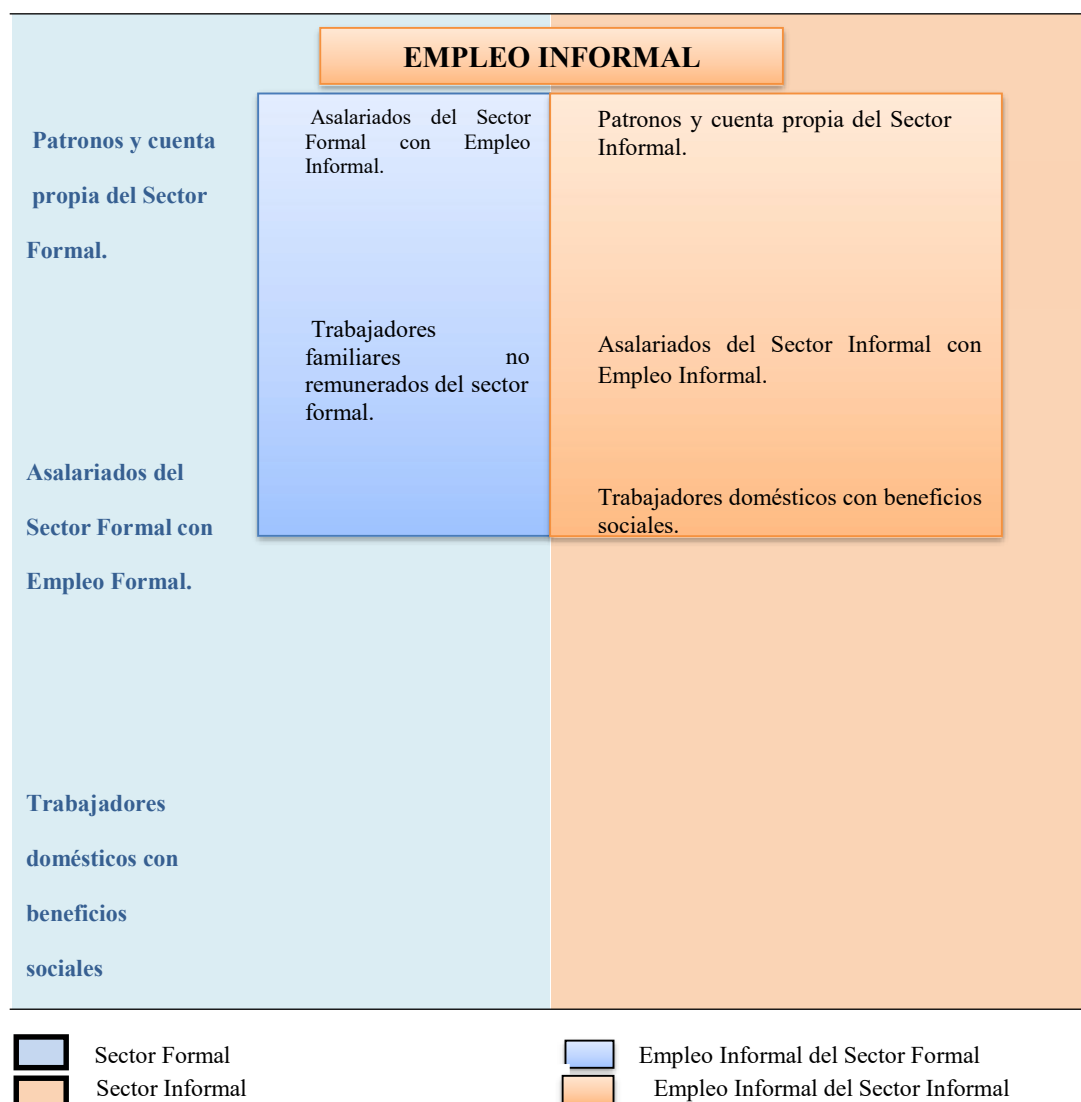 EMPLEO INFORMAL
Patronos y cuenta
propia del Sector
Formal.
Asalariados del
Sector Formal con
Empleo Formal.
Trabajadores
domésticos con
beneficios
sociales
Asalariados del Sector
Formal con Empleo
Informal.
Trabajadores
familiares no
remunerados del sector
formal.
Patronos y cuenta propia del Sector
Informal.
Asalariados del Sector Informal con
Empleo Informal.
Trabajadores domésticos con beneficios
sociales.
Sector Formal
Sector Informal
Empleo Informal del Sector Formal
Empleo Informal del Sector Informal